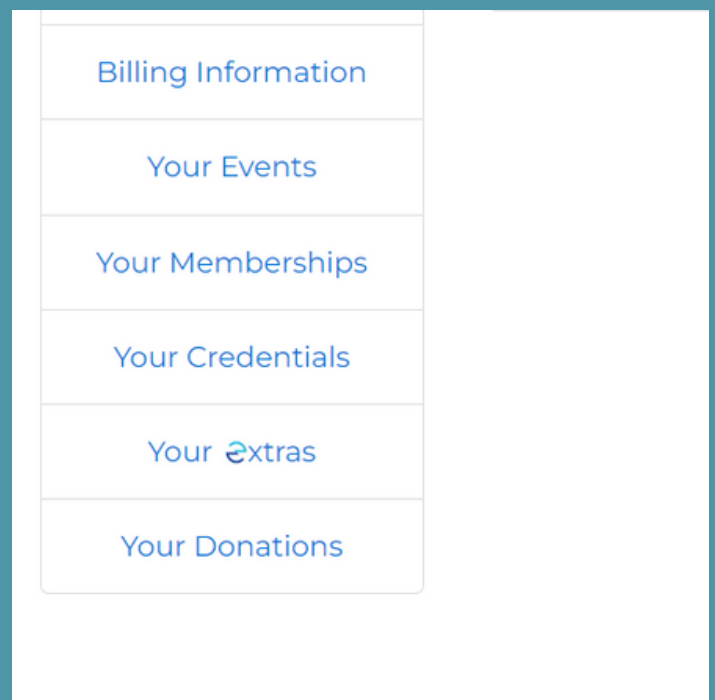 Billing Information
Your Events
Your Memberships
Your Credentials
Your extras
Your Donations